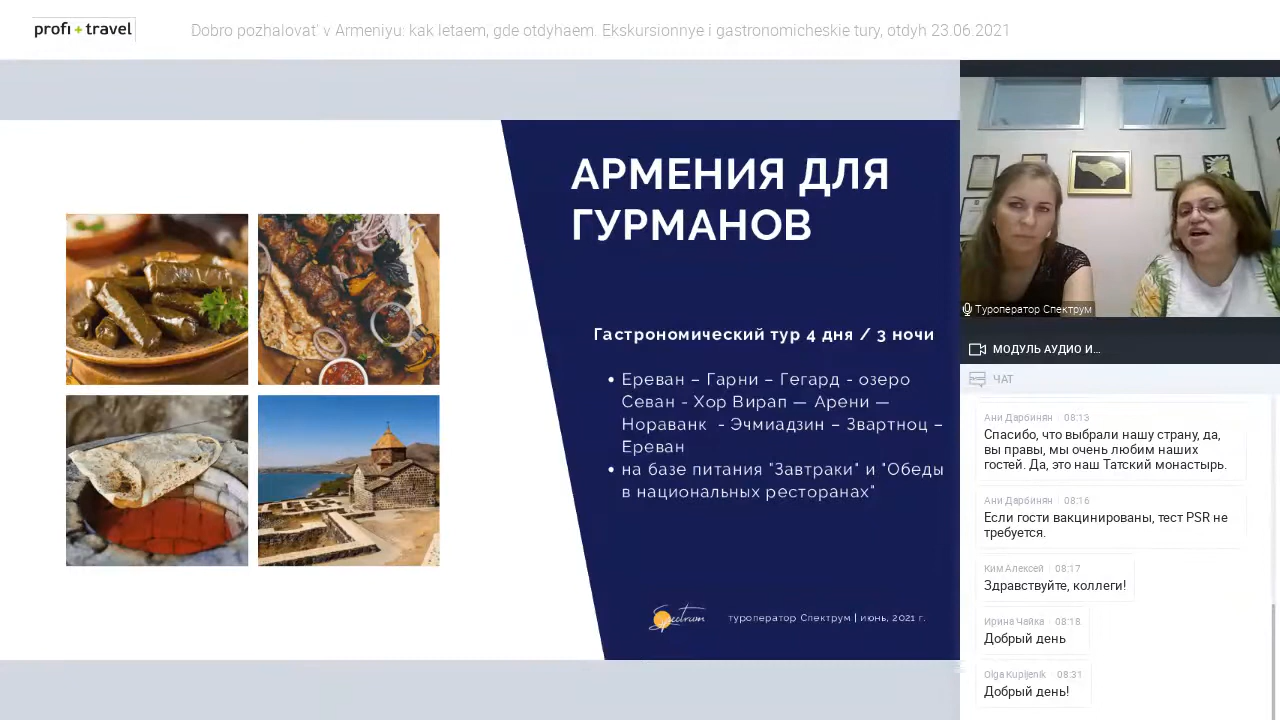 profi + travel
Dobro pozhalovat' v Armeniyu: kak letaem, gde otdyhaem. Ekskursionnye i gastronomicheskie tury, otdyh 23.06.2021
АРМЕНИЯ ДЛЯ
ГУРМАНОВ
Гастрономический тур 4 дня / 3 ночи
• Ереван – Гарни – Гегард - озеро
Севан - Хор Вирап — Арени —
Нораванк - Эчмиадзин – Звартноц –
Ереван
• на базе питания "Завтраки" и "Обеды
в национальных ресторанах"
Spectrum
туроператор Спектрум | июнь, 2021 г.
Туроператор Спектрум
МОДУЛЬ АУДИО И...
ЧАТ
Ани Дарбинян 08:13
Спасибо, что выбрали нашу страну, да,
вы правы, мы очень любим наших
гостей. Да, это наш Татский монастырь.
Ани Дарбинян 08:16
Если гости вакцинированы, тест PSR не
требуется.
Ким Алексей 08:17
Здравствуйте, коллеги!
Ирина Чайка 08:18
Добрый день
Olga Kupljenik 08:31
Добрый день!